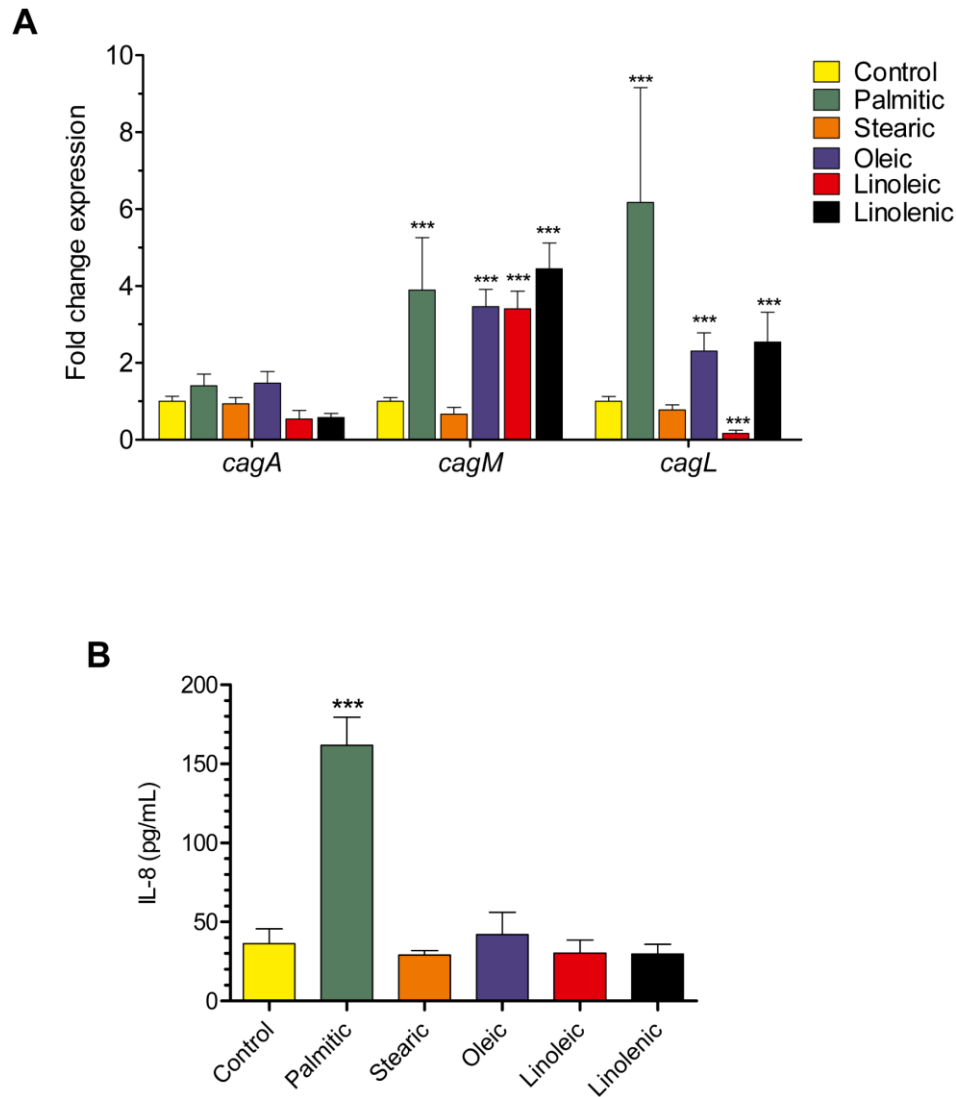 A
Fold change expression
10
8
6
4
2
0
***
***
***
***
***
***
***
***
cagA
cagM
cagL
Control
Palmitic
Stearic
Oleic
Linoleic
Linolenic
B
IL-8 (pg/mL)
200
150
100
50
0
***
Control
Palmitic
Stearic
Oleic
Linoleic
Linolenic